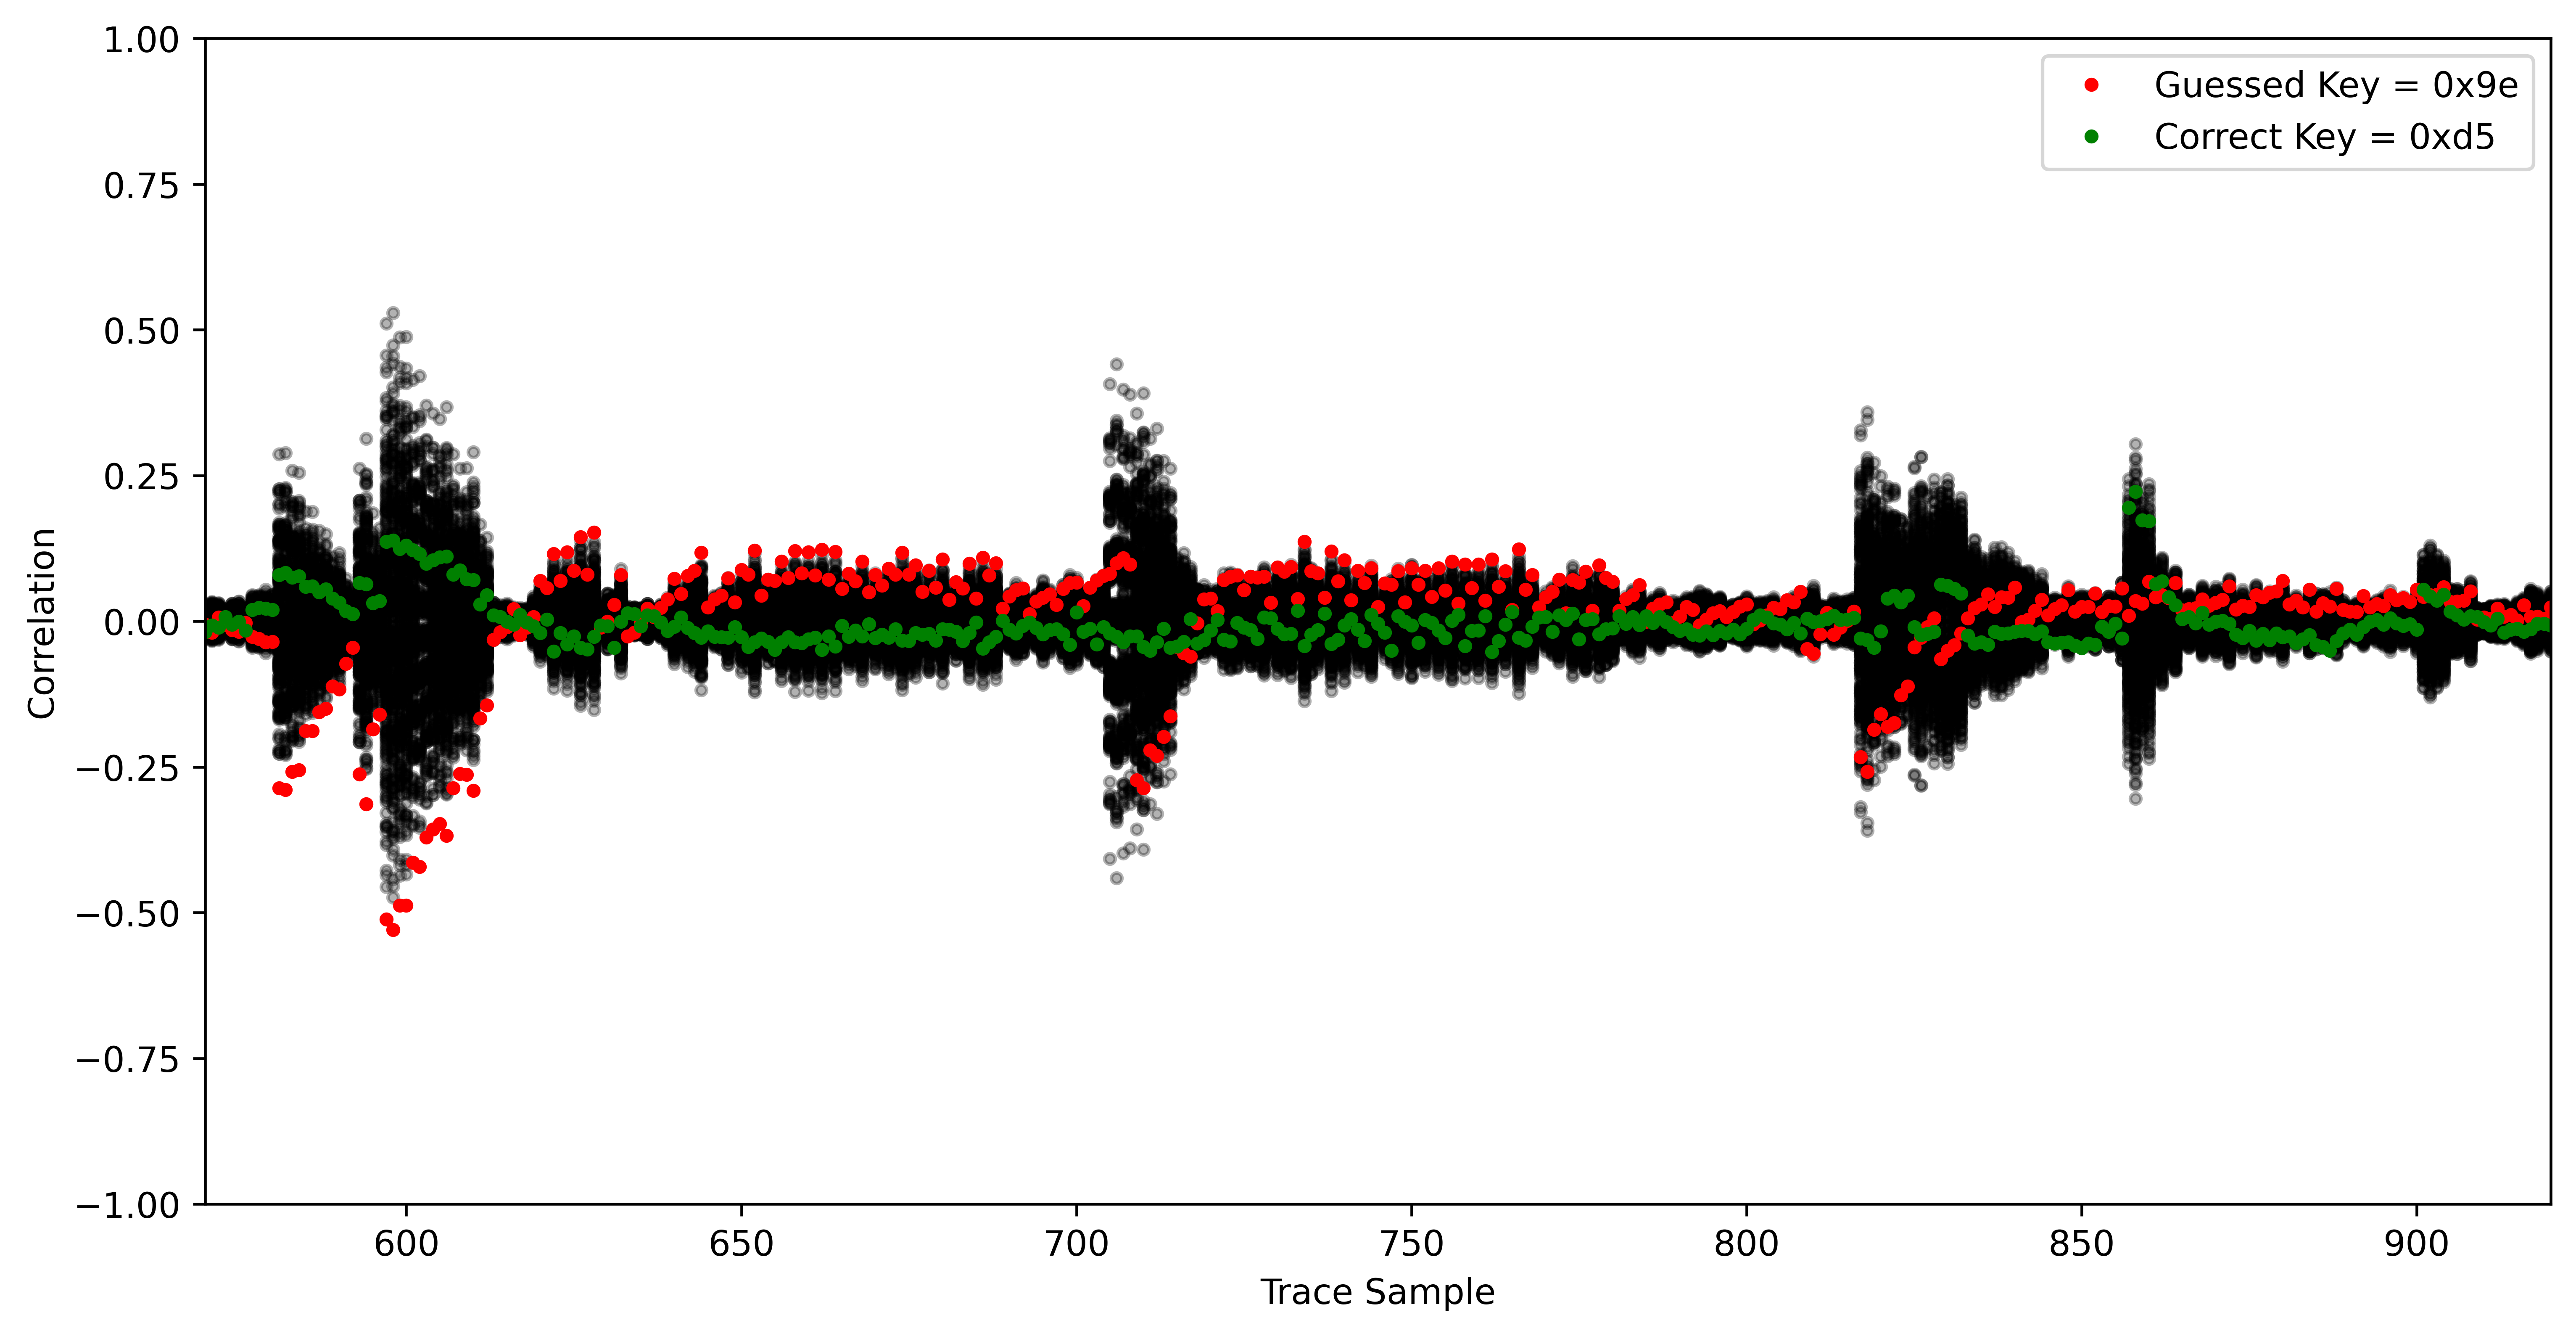 1.00
0.75
0.50
0.25
0.00
−0.25
−0.50
−0.75
−1.00
Correlation
Guessed Key = 0x9e
Correct Key = 0xd5
600 650 700 750 800 850 900
Trace Sample